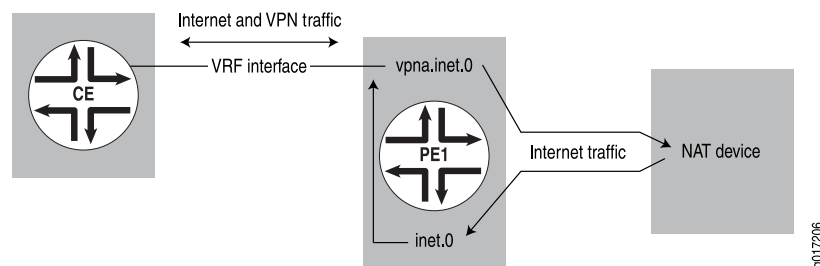 Internet and VPN traffic
VRF interface
vpna.inet.0
CE
PE1
Internet traffic
NAT device
inet.0
g017206